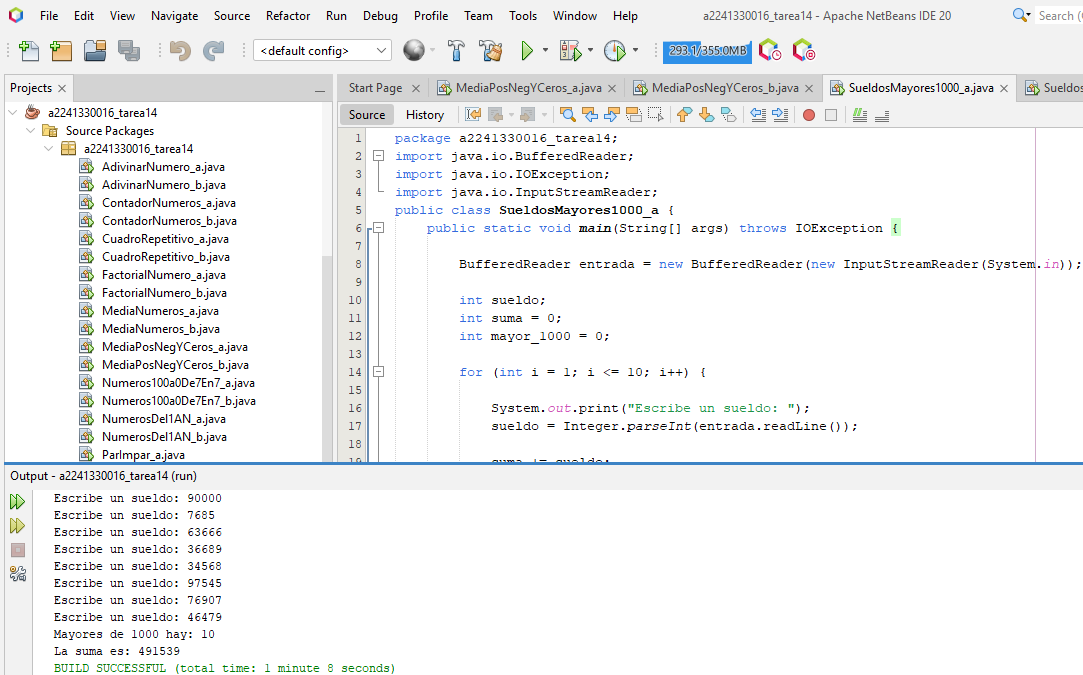 File Edit View Navigate Source Refactor Run Debug Profile Team Tools Window Help a2241330016_tarea14 - Apache NetBeans IDE 20 Search (
<default config> 293.1/355.0MB
Projects
Start Page MediaPosNegYCeros_a.java MediaPosNegYCeros_b.java SueldosMayores1000_a.java Sueldos
Source History
a2241330016_tarea14
Source Packages
a2241330016_tarea14
AdivinarNumero_a.java
AdivinarNumero_b.java
ContadorNumeros_a.java
ContadorNumeros_b.java
CuadroRepetitivo_a.java
CuadroRepetitivo_b.java
FactorialNumero_a.java
FactorialNumero_b.java
MediaNumeros_a.java
MediaNumeros_b.java
MediaPosNegYCeros_a.java
MediaPosNegYCeros_b.java
Numeros100a0De7En7_a.java
Numeros100a0De7En7_b.java
NumerosDel1AN_a.java
NumerosDel1AN_b.java
ParImpar_a.java
1 package a2241330016_tarea14;
2 import java.io.BufferedReader;
3 import java.io.IOException;
4 import java.io.InputStreamReader;
5 public class SueldosMayores1000_a {
6 public static void main(String[] args) throws IOException {
7
8 BufferedReader entrada = new BufferedReader(new InputStreamReader(System.in));
9
10 int sueldo;
11 int suma = 0;
12 int mayor_1000 = 0;
13
14 for (int i = 1; i <= 10; i++) {
15
16 System.out.print("Escribe un sueldo: ");
17 sueldo = Integer.parseInt(entrada.readLine());
18
19 suma += sueldo;
Output - a2241330016_tarea14 (run)
Escribe un sueldo: 90000
Escribe un sueldo: 7685
Escribe un sueldo: 63666
Escribe un sueldo: 36689
Escribe un sueldo: 34568
Escribe un sueldo: 97545
Escribe un sueldo: 76907
Escribe un sueldo: 46479
Mayores de 1000 hay: 10
La suma es: 491539
BUILD SUCCESSFUL (total time: 1 minute 8 seconds)